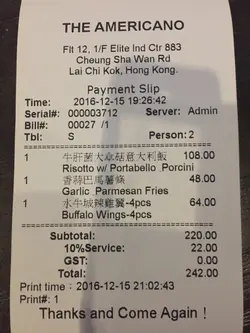 THE AMERICANO
Flt 12, 1/F Elite Ind Ctr 883
Cheung Sha Wan Rd
Lai Chi Kok, Hong Kong.
Payment Slip
Time: 2016-12-15 19:26:42
Serial#: 000003712 Server: Admin
Bill#: 00027 /1
Tbl: S Person: 2
1 牛肝菌大啡菇意大利飯 108.00
Risotto w/ Portabello ,Porcini
1 香蒜巴馬薯條 48.00
Garlic ,Parmesan Fries
1 水牛城辣雞翼-4pcs 64.00
Buffalo Wings-4pcs
Subtotal: 220.00
10%Service: 22.00
GST: 0.00
Total: 242.00
Print time : 2016-12-15 21:02:43
Print#: 1
Thanks and Come Again !